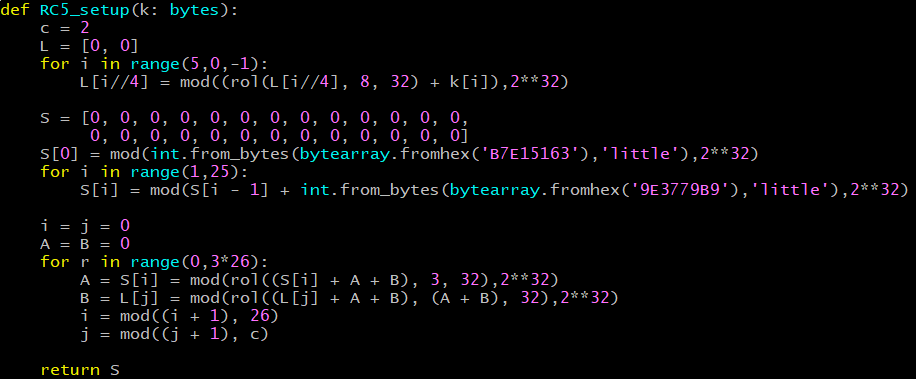 def RC5_setup(k: bytes):
    c = 2
    L = [0, 0]
    for i in range(5,0,-1):
        L[i//4] = mod((rol(L[i//4], 8, 32) + k[i]),2**32)

    S = [0, 0, 0, 0, 0, 0, 0, 0, 0, 0, 0, 0, 0,
         0, 0, 0, 0, 0, 0, 0, 0, 0, 0, 0, 0, 0]
    S[0] = mod(int.from_bytes(bytearray.fromhex('B7E15163'),'little'),2**32)
    for i in range(1,25):
        S[i] = mod(S[i - 1] + int.from_bytes(bytearray.fromhex('9E3779B9'),'little'),2**32)

    i = j = 0
    A = B = 0
    for r in range(0,3*26):
        A = S[i] = mod(rol((S[i] + A + B), 3, 32),2**32)
        B = L[j] = mod(rol((L[j] + A + B), (A + B), 32),2**32)
        i = mod((i + 1), 26)
        j = mod((j + 1), c)

    return S